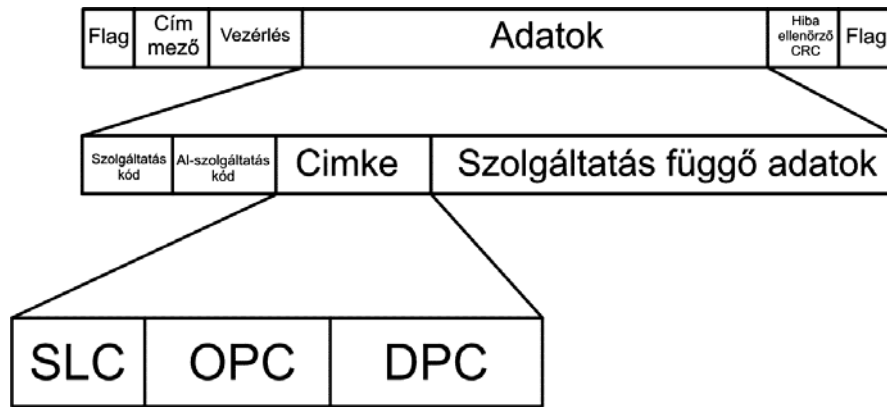 Flag
Cím
mező
Vezérlés
Adatok
Hiba
ellenörző
CRC
Flag
Szolgáltatás
kód
Al-szolgáltatás
kód
Cimke
Szolgáltatás függő adatok
SLC
OPC
DPC